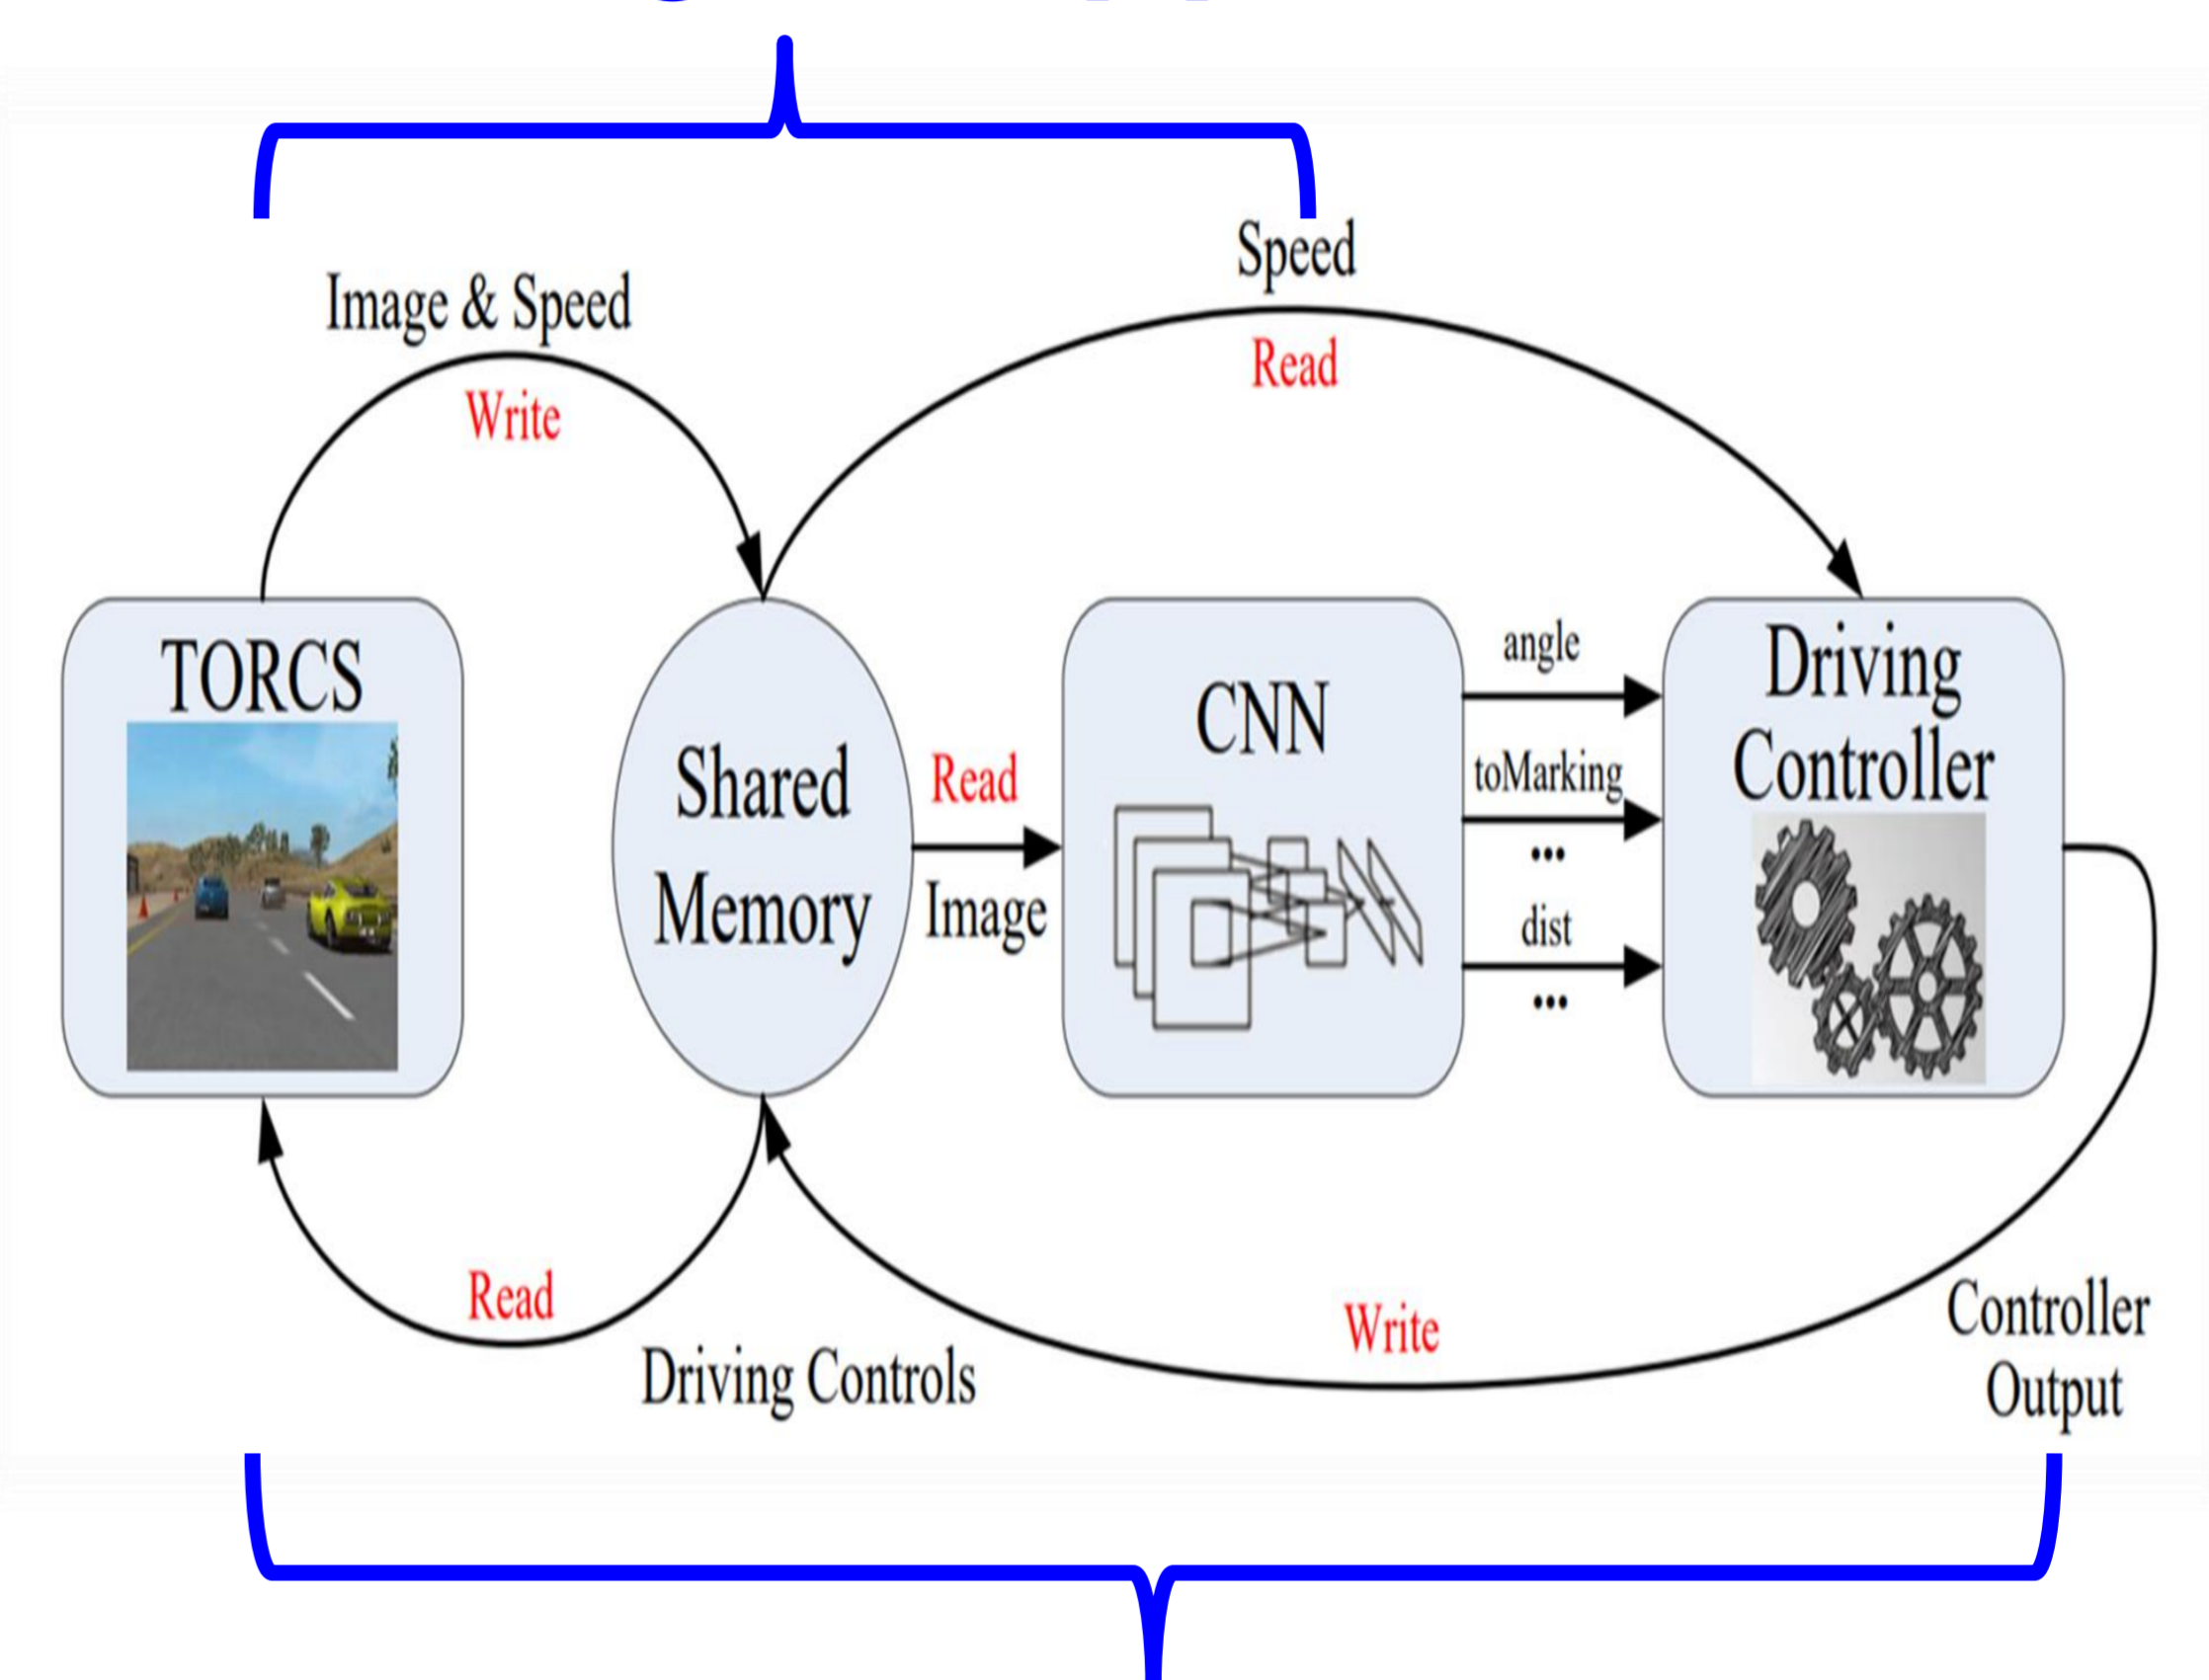 Image & Speed
Write
Speed
Read
TORCS
Shared
Memory
Read
Image
CNN
angle
toMarking
...
dist
...
Driving
Controller
Read
Driving Controls
Write
Controller
Output